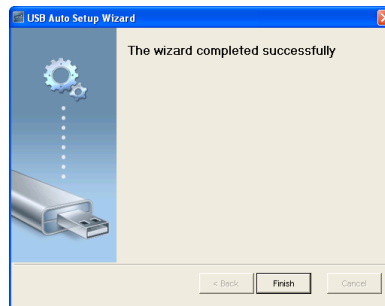 USB Auto Setup Wizard
The wizard completed successfully
< Back Finish Cancel